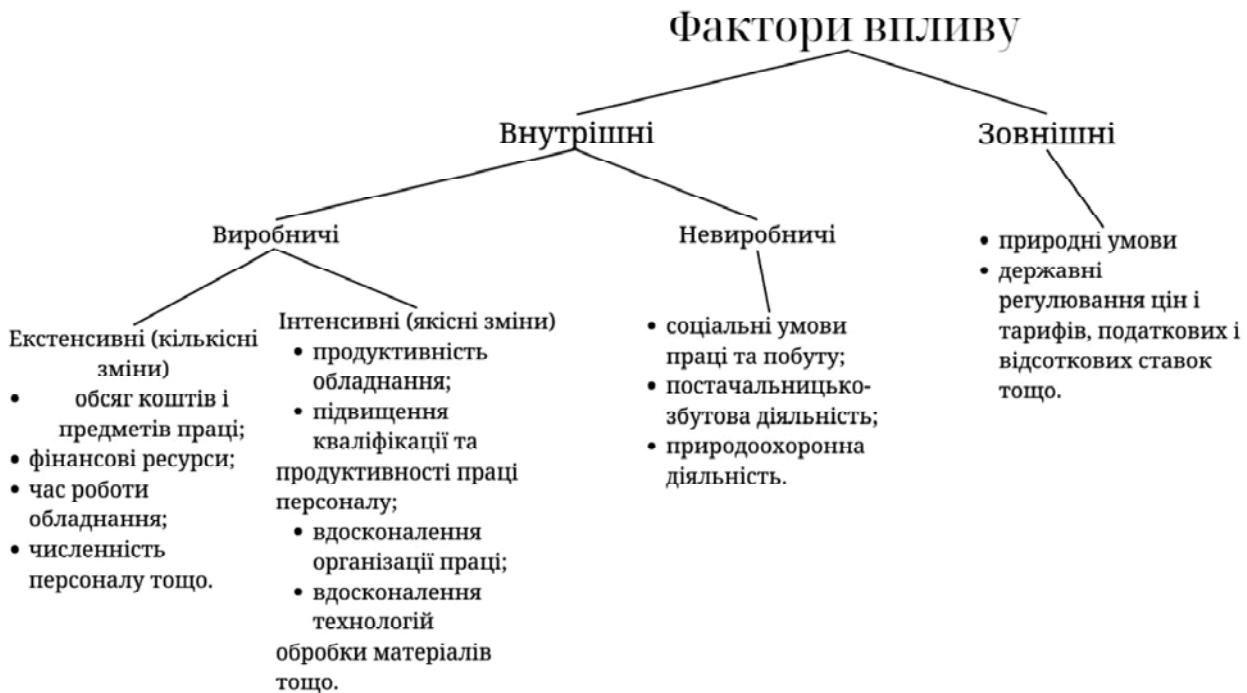 Фактори впливу
Внутрішні
Зовнішні
Виробничі
Невиробничі
Екстенсивні (кількісні
зміни)
• обсяг коштів і
предметів праці;
• фінансові ресурси;
• час роботи
обладнання;
• численність
персоналу тощо.
Інтенсивні (якісні зміни)
• продуктивність
обладнання;
• підвищення
кваліфікації та
продуктивності праці
персоналу;
• вдосконалення
організації праці;
• вдосконалення
технологій
обробки матеріалів
тощо.
• соціальні умови
праці та побуту;
• постачальницько-
збутова діяльність;
• природоохоронна
діяльність.
• природні умови
• державні
регулювання цін і
тарифів, податкових і
відсоткових ставок
тощо.